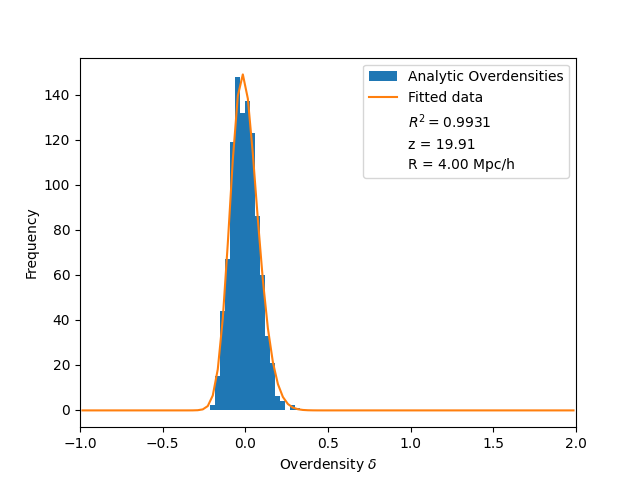 Analytic Overdensities
Fitted data
R² = 0.9931
z = 19.91
R = 4.00 Mpc/h
140
120
100
80
60
40
20
0
Frequency
−1.0 −0.5 0.0 0.5 1.0 1.5 2.0
Overdensity δ